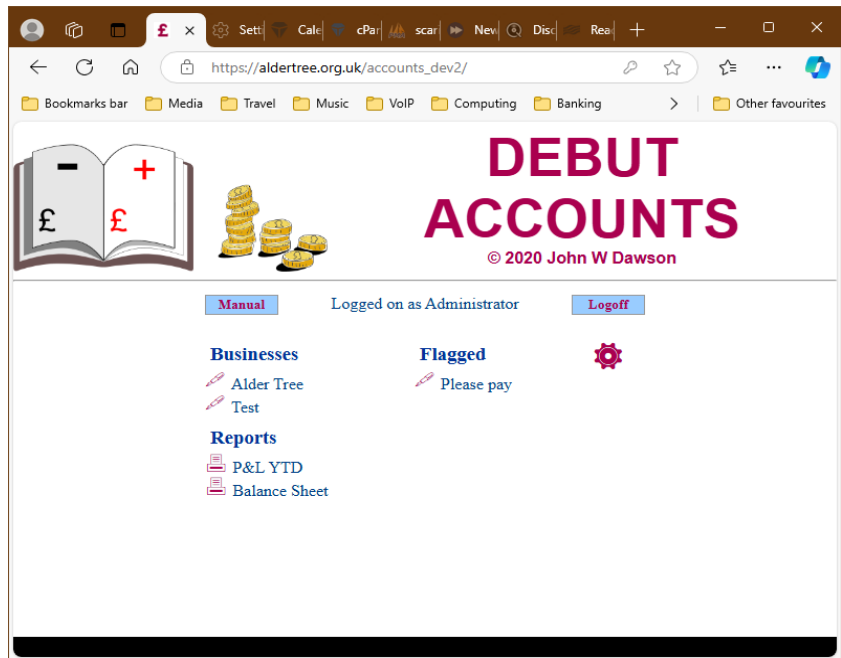 £ Setti Cale cPar scar New Disc Rea
https://aldertree.org.uk/accounts_dev2/
Bookmarks bar Media Travel Music VoIP Computing Banking Other favourites
- +
£ £
DEBUT
ACCOUNTS
© 2020 John W Dawson
Manual Logged on as Administrator Logoff
Businesses Flagged
Alder Tree Please pay
Test
Reports
P&L YTD
Balance Sheet